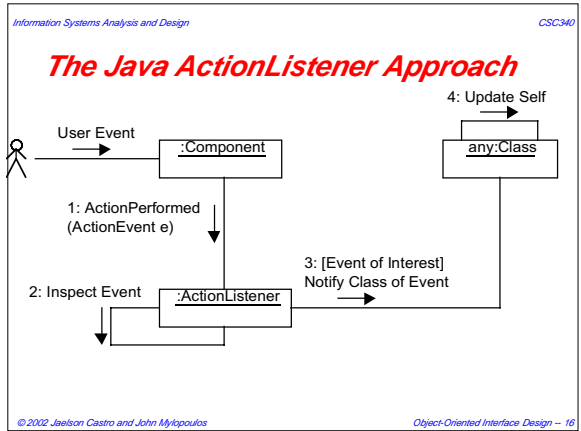 Information Systems Analysis and Design
CSC340
The Java ActionListener Approach
4: Update Self
User Event
:Component
any:Class
1: ActionPerformed
(ActionEvent e)
3: [Event of Interest]
Notify Class of Event
2: Inspect Event
:ActionListener
© 2002 Jaelson Castro and John Mylopoulos
Object-Oriented Interface Design -- 16